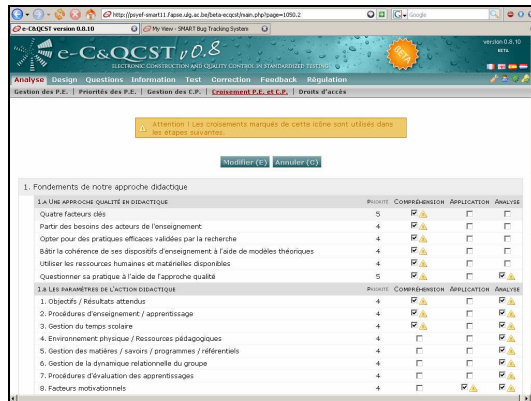 http://psyef-smart11.fapse.ulg.ac.be/beta-ecqcst/main.php?page=1050.2
Google
e-C&QCST version 0.8.10
My View - SMART Bug Tracking System
e-C&QCST v0.8
ELECTRONIC CONSTRUCTION AND QUALITY CONTROL IN STANDARDIZED TESTING
BETA
version 0.8.10
BETA
Analyse Design Questions Information Test Correction Feedback Régulation
Gestion des P.E. | Priorités des P.E. | Gestion des C.P. | Croisement P.E. et C.P. | Droits d'accès
Attention ! Les croisements marqués de cette icône sont utilisés dans
les étapes suivantes.
Modifier (E) Annuler (C)
1. Fondements de notre approche didactique
1.A UNE APPROCHE QUALITÉ EN DIDACTIQUE PRIORITÉ COMPRÉHENSION APPLICATION ANALYSE
Quatre facteurs clés 5
Partir des besoins des acteurs de l'enseignement 4
Opter pour des pratiques efficaces validées par la recherche 4
Bâtir la cohérence de ses dispositifs d'enseignement à l'aide de modèles théoriques 4
Utiliser les ressources humaines et matérielles disponibles 4
Questionner sa pratique à l'aide de l'approche qualité 5
1.B LES PARAMÈTRES DE L'ACTION DIDACTIQUE PRIORITÉ COMPRÉHENSION APPLICATION ANALYSE
1. Objectifs / Résultats attendus 4
2. Procédures d'enseignement / apprentissage 4
3. Gestion du temps scolaire 4
4. Environnement physique / Ressources pédagogiques 4
5. Gestion des matières / savoirs / programmes / référentiels 4
6. Gestion de la dynamique relationnelle du groupe 4
7. Procédures d'évaluation des apprentissages 4
8. Facteurs motivationnels 4